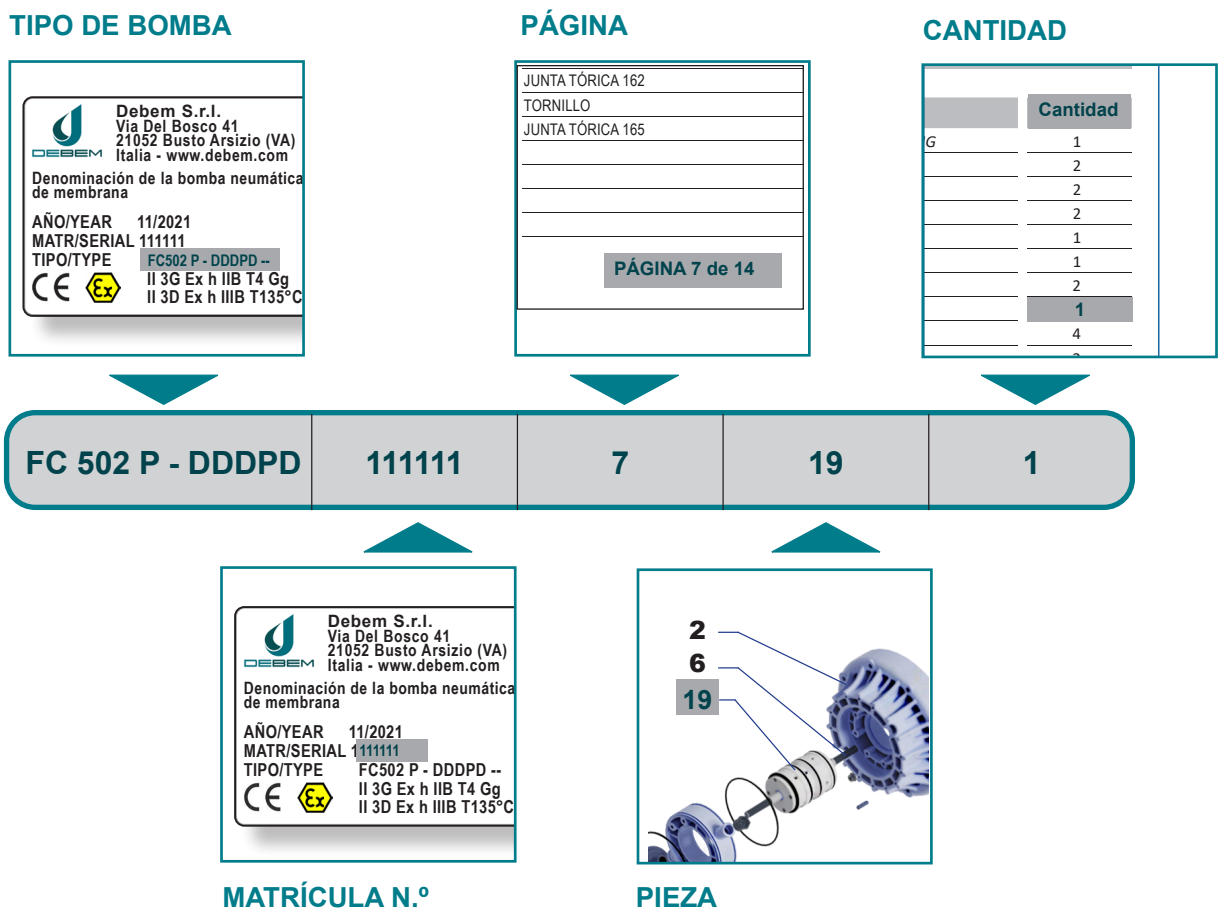 TIPO DE BOMBA
PÁGINA
CANTIDAD
DEBEM
Debem S.r.l.
Via Del Bosco 41
21052 Busto Arsizio (VA)
Italia - www.debem.com
Denominación de la bomba neumática
de membrana
AÑO/YEAR 11/2021
MATR/SERIAL 111111
TIPO/TYPE FC502 P - DDDPD --
CE Ex II 3G Ex h IIB T4 Gg
II 3D Ex h IIIB T135°C
JUNTA TÓRICA 162
TORNILLO
JUNTA TÓRICA 165
PÁGINA 7 de 14
Cantidad
G 1
2
2
2
1
1
2
1
4
FC 502 P - DDDPD 111111 7 19 1
DEBEM
Debem S.r.l.
Via Del Bosco 41
21052 Busto Arsizio (VA)
Italia - www.debem.com
Denominación de la bomba neumática
de membrana
AÑO/YEAR 11/2021
MATR/SERIAL 1111111
TIPO/TYPE FC502 P - DDDPD --
CE Ex II 3G Ex h IIB T4 Gg
II 3D Ex h IIIB T135°C
2
6
19
MATRÍCULA N.º
PIEZA